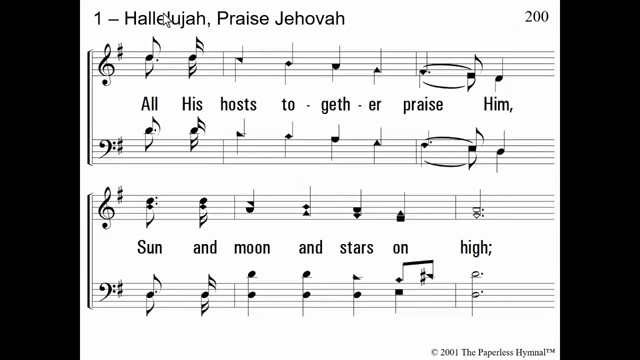 1 – Hallelujah, Praise Jehovah 200
All His hosts to - geth - er praise Him,
Sun and moon and stars on high;
© 2001 The Paperless Hymnal™